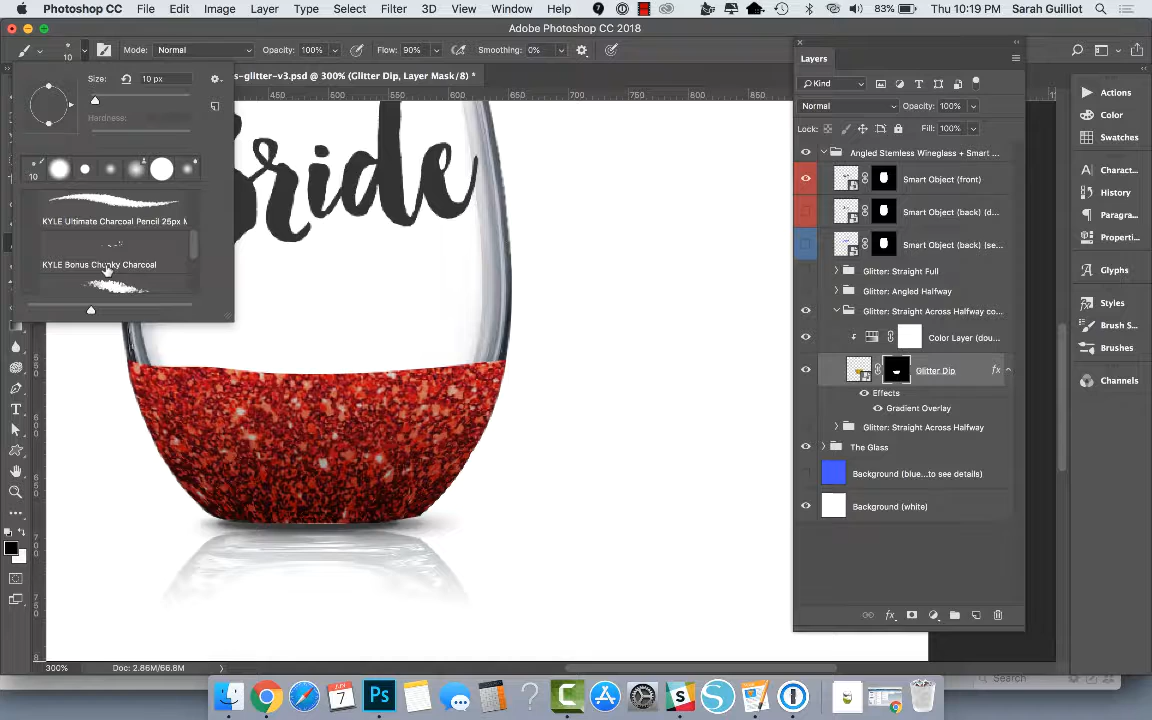 Photoshop CC File Edit Image Layer Type Select Filter 3D View Window Help 83% Thu 10:19 PM Sarah Guilliot
Adobe Photoshop CC 2018
10 Mode: Normal Opacity: 100% Flow: 90% Smoothing: 0%
s-glitter-v3.psd @ 300% (Glitter Dip, Layer Mask/8) *
Size: 10 px
Hardness:
10
KYLE Ultimate Charcoal Pencil 25px M
KYLE Bonus Chunky Charcoal
450 500 550 600 650 700 750 800 850
bride
Layers
Kind
Normal Opacity: 100%
Lock: Fill: 100%
Angled Stemless Wineglass + Smart ...
Smart Object (front)
Smart Object (back) (d...
Smart Object (back) (se...
Glitter: Straight Full
Glitter: Angled Halfway
Glitter: Straight Across Halfway co...
Color Layer (dou...
Glitter Dip fx
Effects
Gradient Overlay
Glitter: Straight Across Halfway
The Glass
Background (blue...to see details)
Background (white)
fx
Actions
Color
Swatches
Charact...
History
Paragra...
Properti...
Glyphs
Styles
Brush S...
Brushes
Channels
300% Doc: 2.86M/66.8M
Search